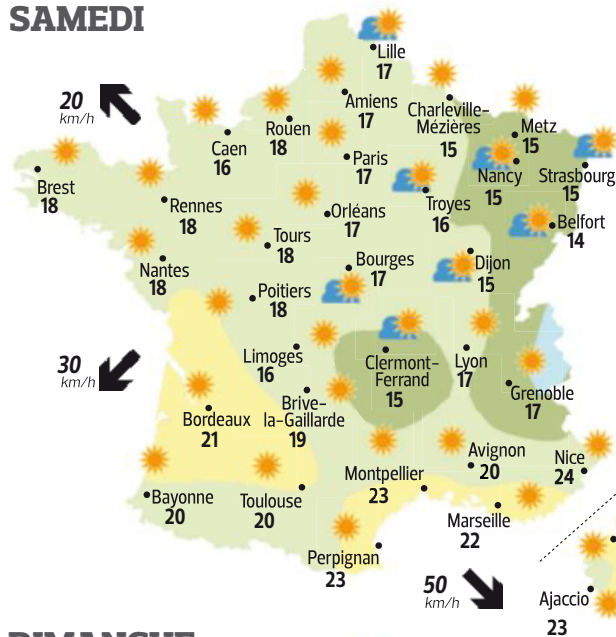 SAMEDI
Lille
17
20
km/h
Amiens
17
Charleville-
Mézières
15
Metz
15
Rouen
18
Caen
16
Paris
17
Nancy
15
Strasbourg
15
Brest
18
Rennes
18
Troyes
16
Orléans
17
Belfort
14
Tours
18
Nantes
18
Bourges
17
Dijon
15
Poitiers
18
30
km/h
Limoges
16
Clermont-
Ferrand
15
Lyon
17
Grenoble
17
Brive-
la-Gaillarde
19
Bordeaux
21
Avignon
20
Nice
24
Montpellier
23
Bayonne
20
Toulouse
20
Marseille
22
Perpignan
23
50
km/h
Ajaccio
23
DIMANCHE